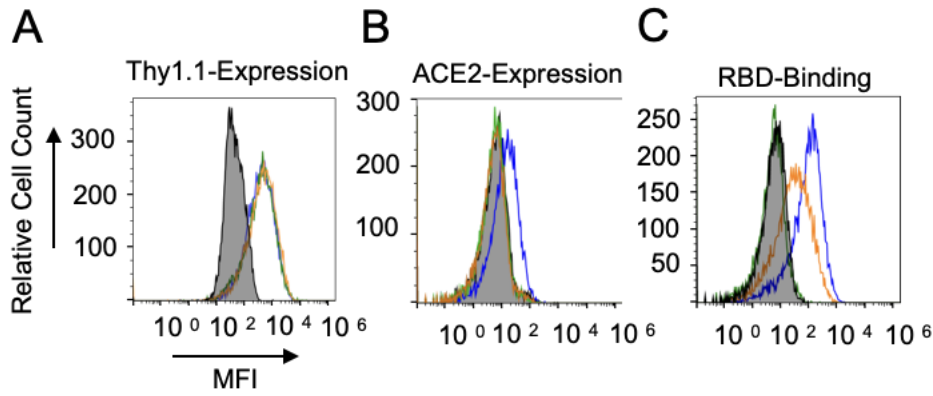 A
B
C
Thy1.1-Expression
ACE2-Expression
RBD-Binding
Relative Cell Count
300
200
100
300
200
100
250
200
150
100
50
10 0 10 2 10 4 10 6
10 0 10 2 10 4 10 6
10 0 10 2 10 4 10 6
MFI